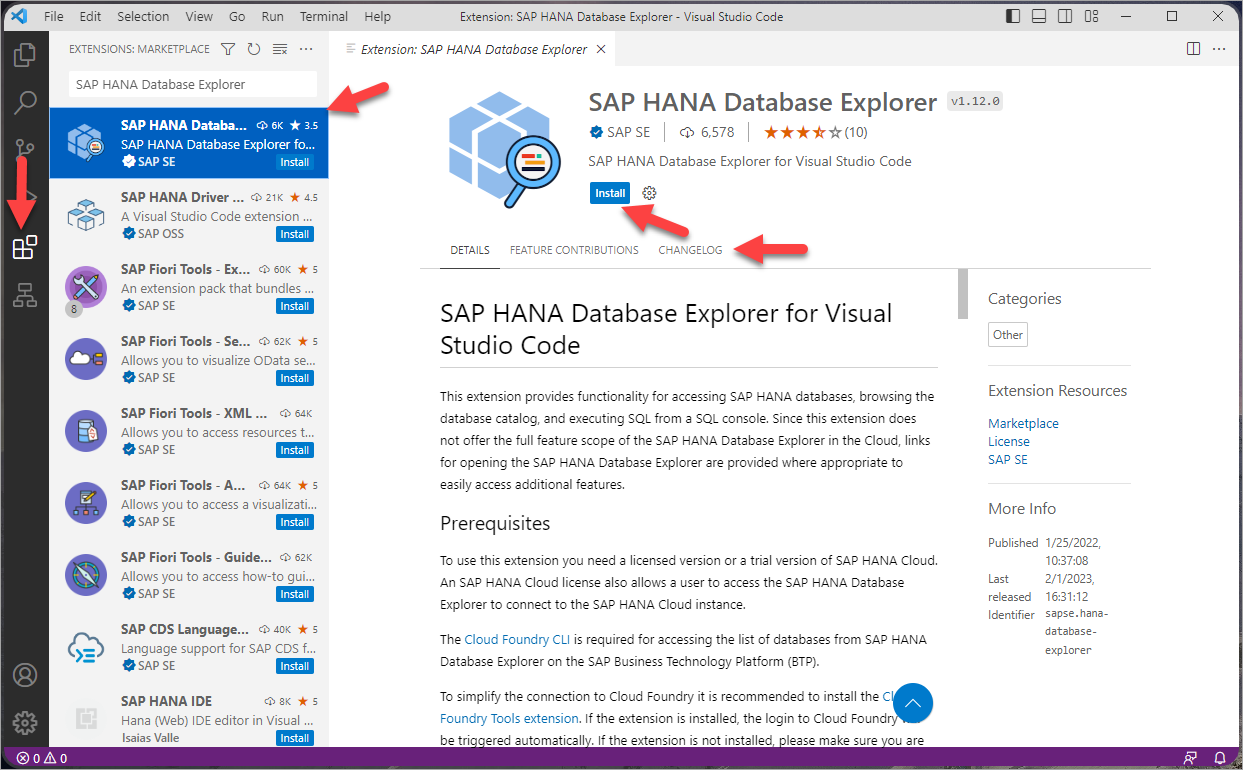 File Edit Selection View Go Run Terminal Help
Extension: SAP HANA Database Explorer - Visual Studio Code
EXTENSIONS: MARKETPLACE
SAP HANA Database Explorer
SAP HANA Databa... 6K 3.5
SAP HANA Database Explorer fo...
SAP SE Install
SAP HANA Driver ... 21K 4.5
A Visual Studio Code extension ...
SAP OSS Install
SAP Fiori Tools - Ex... 60K 5
An extension pack that bundles ...
8 SAP SE Install
SAP Fiori Tools - Se... 62K 5
Allows you to visualize OData se...
SAP SE Install
SAP Fiori Tools - XML ... 64K
Allows you to access resources t...
SAP SE Install
SAP Fiori Tools - A... 64K 5
Allows you to access a visualizati...
SAP SE Install
SAP Fiori Tools - Guide... 62K
Allows you to access how-to gui...
SAP SE Install
SAP CDS Language... 40K 5
Language support for SAP CDS f...
SAP SE Install
SAP HANA IDE 8K 5
Hana (Web) IDE editor in Visual ...
Isaias Valle Install
Extension: SAP HANA Database Explorer
SAP HANA Database Explorer v1.12.0
SAP SE 6,578 (10)
SAP HANA Database Explorer for Visual Studio Code
Install
DETAILS FEATURE CONTRIBUTIONS CHANGELOG
SAP HANA Database Explorer for Visual
Studio Code
This extension provides functionality for accessing SAP HANA databases, browsing the
database catalog, and executing SQL from a SQL console. Since this extension does
not offer the full feature scope of the SAP HANA Database Explorer in the Cloud, links
for opening the SAP HANA Database Explorer are provided where appropriate to
easily access additional features.
Prerequisites
To use this extension you need a licensed version or a trial version of SAP HANA Cloud.
An SAP HANA Cloud license also allows a user to access the SAP HANA Database
Explorer to connect to the SAP HANA Cloud instance.
The Cloud Foundry CLI is required for accessing the list of databases from SAP HANA
Database Explorer on the SAP Business Technology Platform (BTP).
To simplify the connection to Cloud Foundry it is recommended to install the
Foundry Tools extension. If the extension is installed, the login to Cloud Foundry
be triggered automatically. If the extension is not installed, please make sure you are
Categories
Other
Extension Resources
Marketplace
License
SAP SE
More Info
Published 1/25/2022,
10:37:08
Last 2/1/2023,
released 16:31:12
Identifier sapse.hana-
database-
explorer
0 0